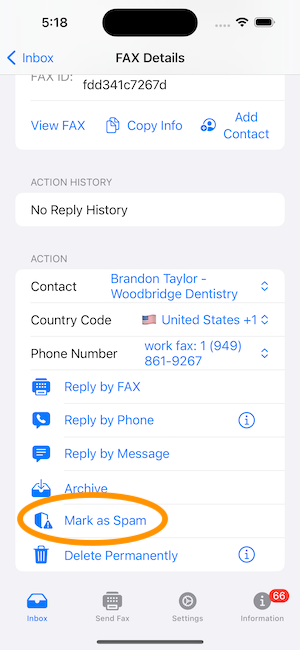 5:18
Inbox
FAX Details
FAX ID:
fdd341c7267d
View FAX
Copy Info
Add
Contact
ACTION HISTORY
No Reply History
ACTION
Contact
Brandon Taylor -
Woodbridge Dentistry
Country Code
🇺🇸 United States +1
Phone Number
work fax: 1 (949)
861-9267
Reply by FAX
Reply by Phone
Reply by Message
Archive
Mark as Spam
Delete Permanently
66
Inbox
Send Fax
Settings
Information